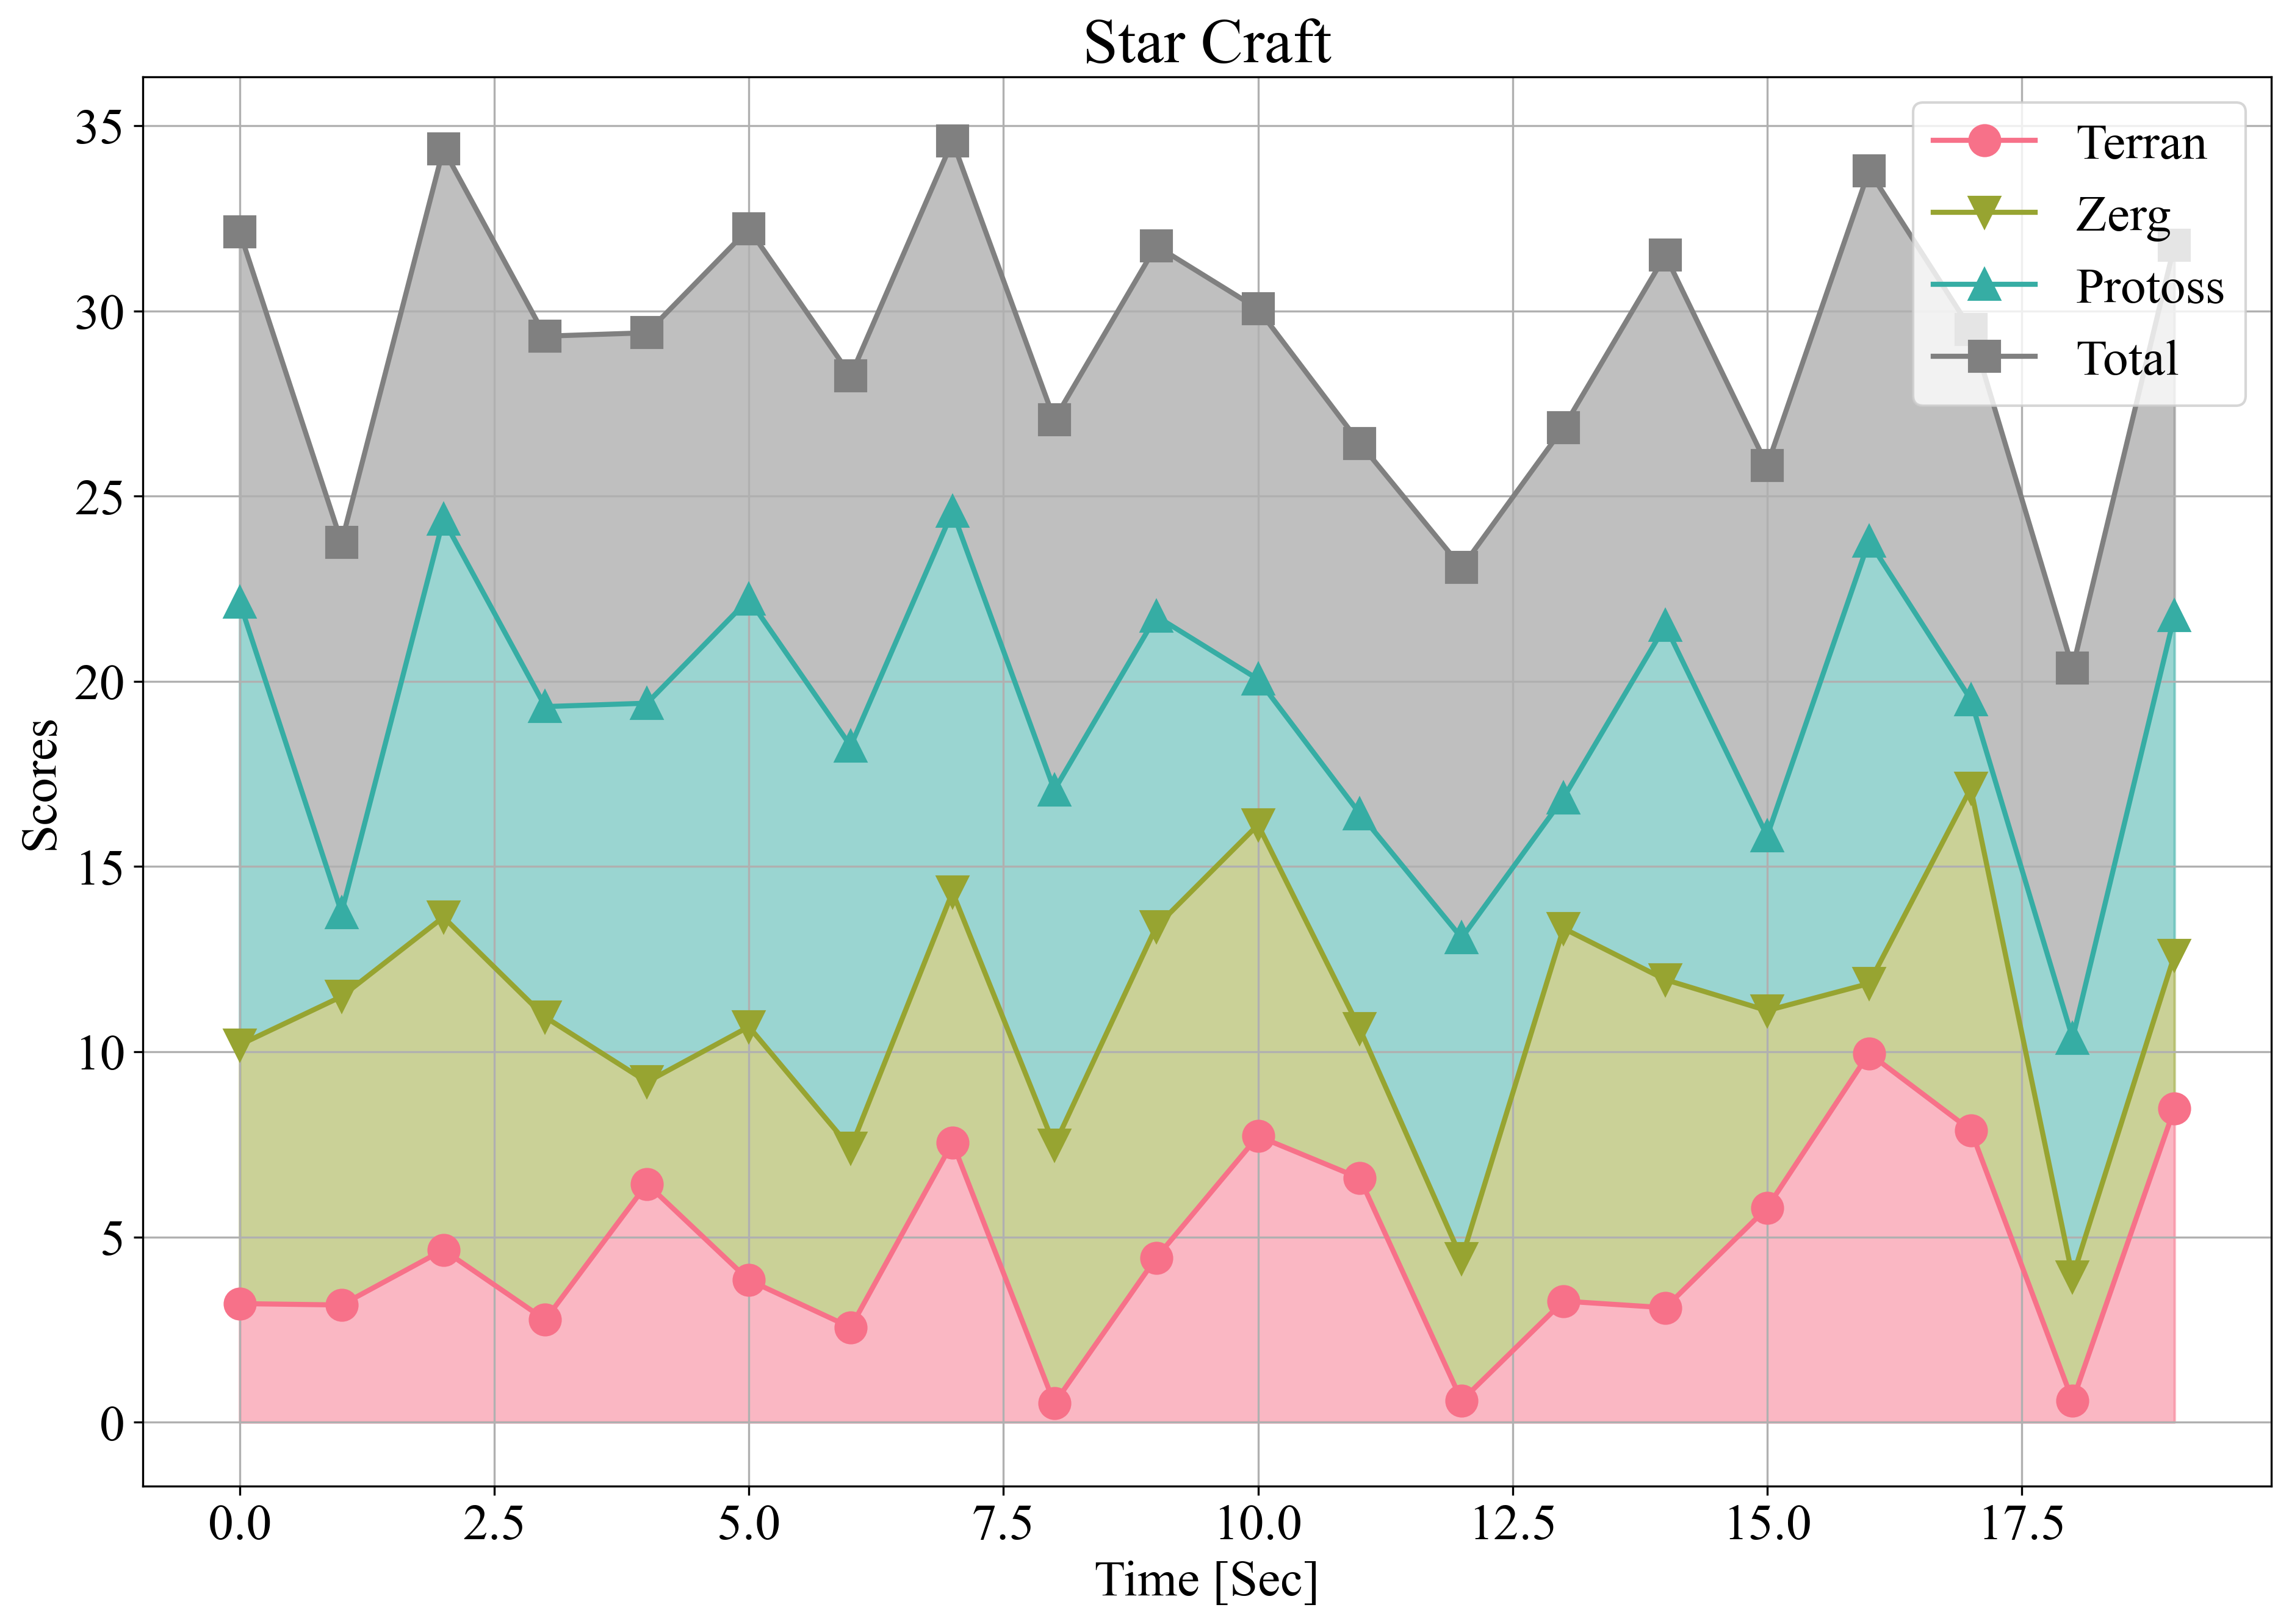 Star Craft
35
30
25
20
15
10
5
0
Scores
0.0 2.5 5.0 7.5 10.0 12.5 15.0 17.5
Time [Sec]
Terran
Zerg
Protoss
Total